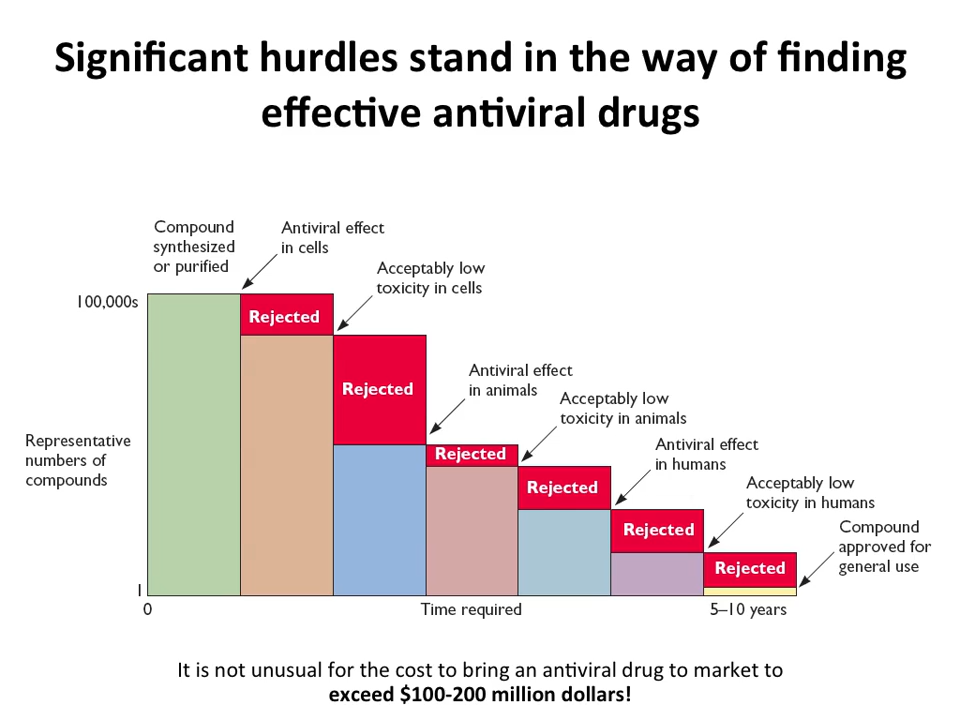 Significant hurdles stand in the way of finding
effective antiviral drugs
Compound
synthesized
or purified
Antiviral effect
in cells
Acceptably low
toxicity in cells
100,000s
Rejected
Rejected
Antiviral effect
in animals
Acceptably low
toxicity in animals
Representative
numbers of
compounds
Rejected
Antiviral effect
in humans
Rejected
Acceptably low
toxicity in humans
Rejected
Compound
approved for
general use
Rejected
1
0
Time required
5–10 years
It is not unusual for the cost to bring an antiviral drug to market to
exceed $100-200 million dollars!